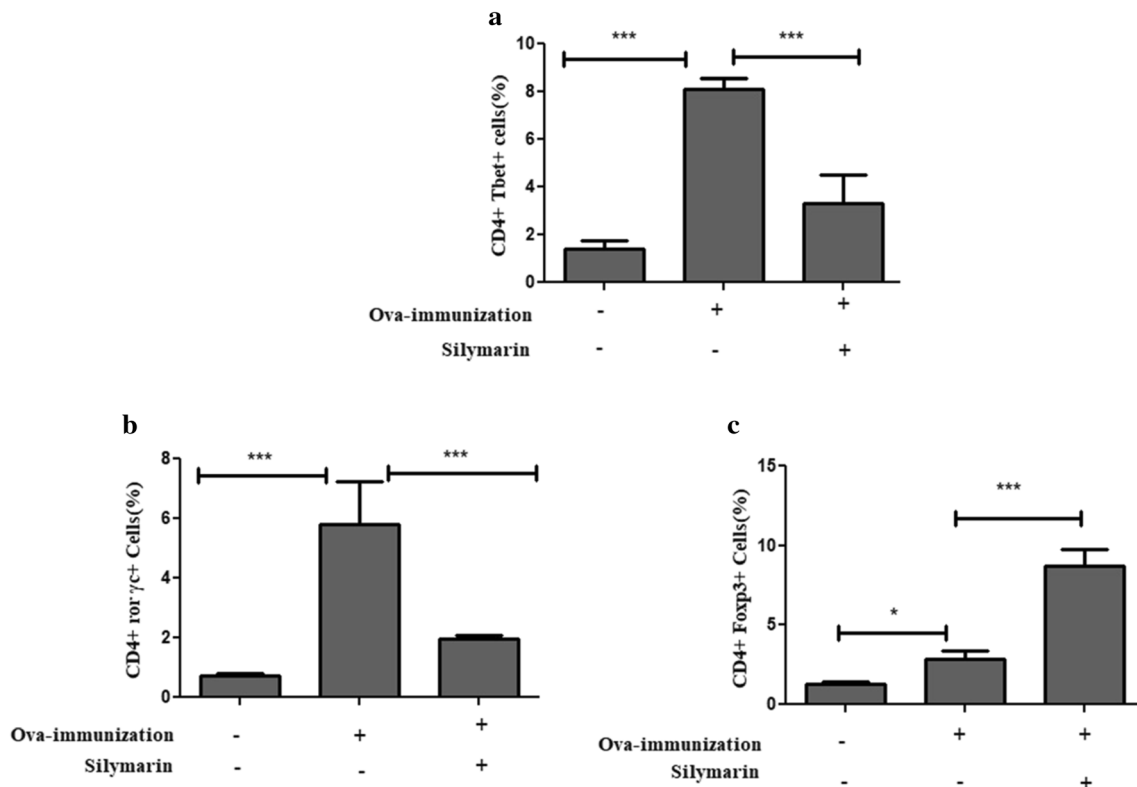 a
*** ***
10
8
6
4
2
0
CD4+ Tbet+ cells(%)
Ova-immunization - + +
Silymarin - - +
b
*** ***
8
6
4
2
0
CD4+ ror γc+ Cells(%)
Ova-immunization - + +
Silymarin - - +
c
***
*
15
10
5
0
CD4+ Foxp3+ Cells(%)
Ova-immunization - + +
Silymarin - - +